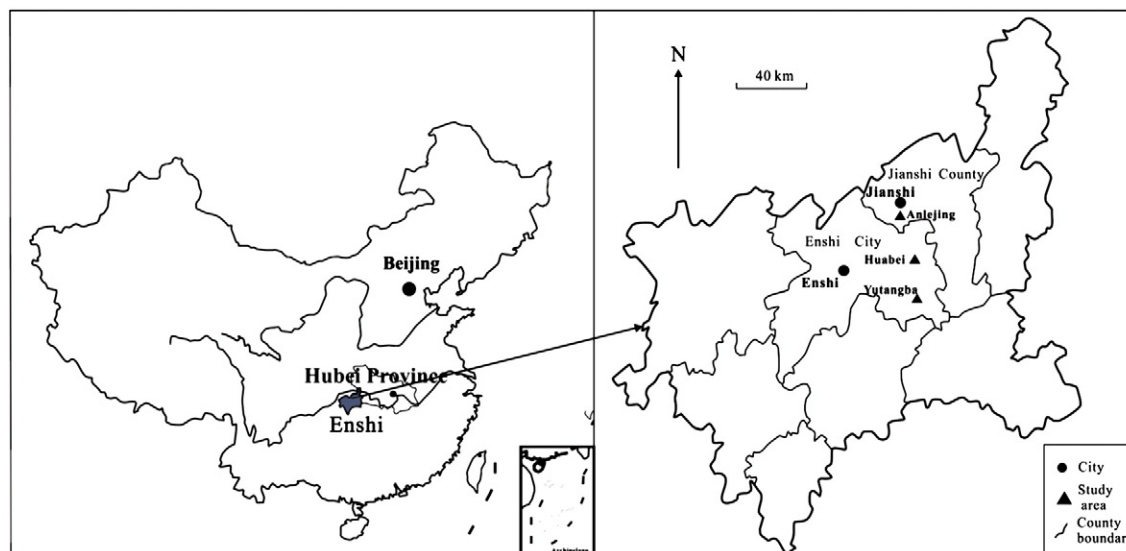 Beijing
Hubei Province
Enshi
N
40 km
Jianshi County
Jianshi
Anlejing
Enshi City
Huabei
Enshi
Yutangba
City
Study
area
County
boundar